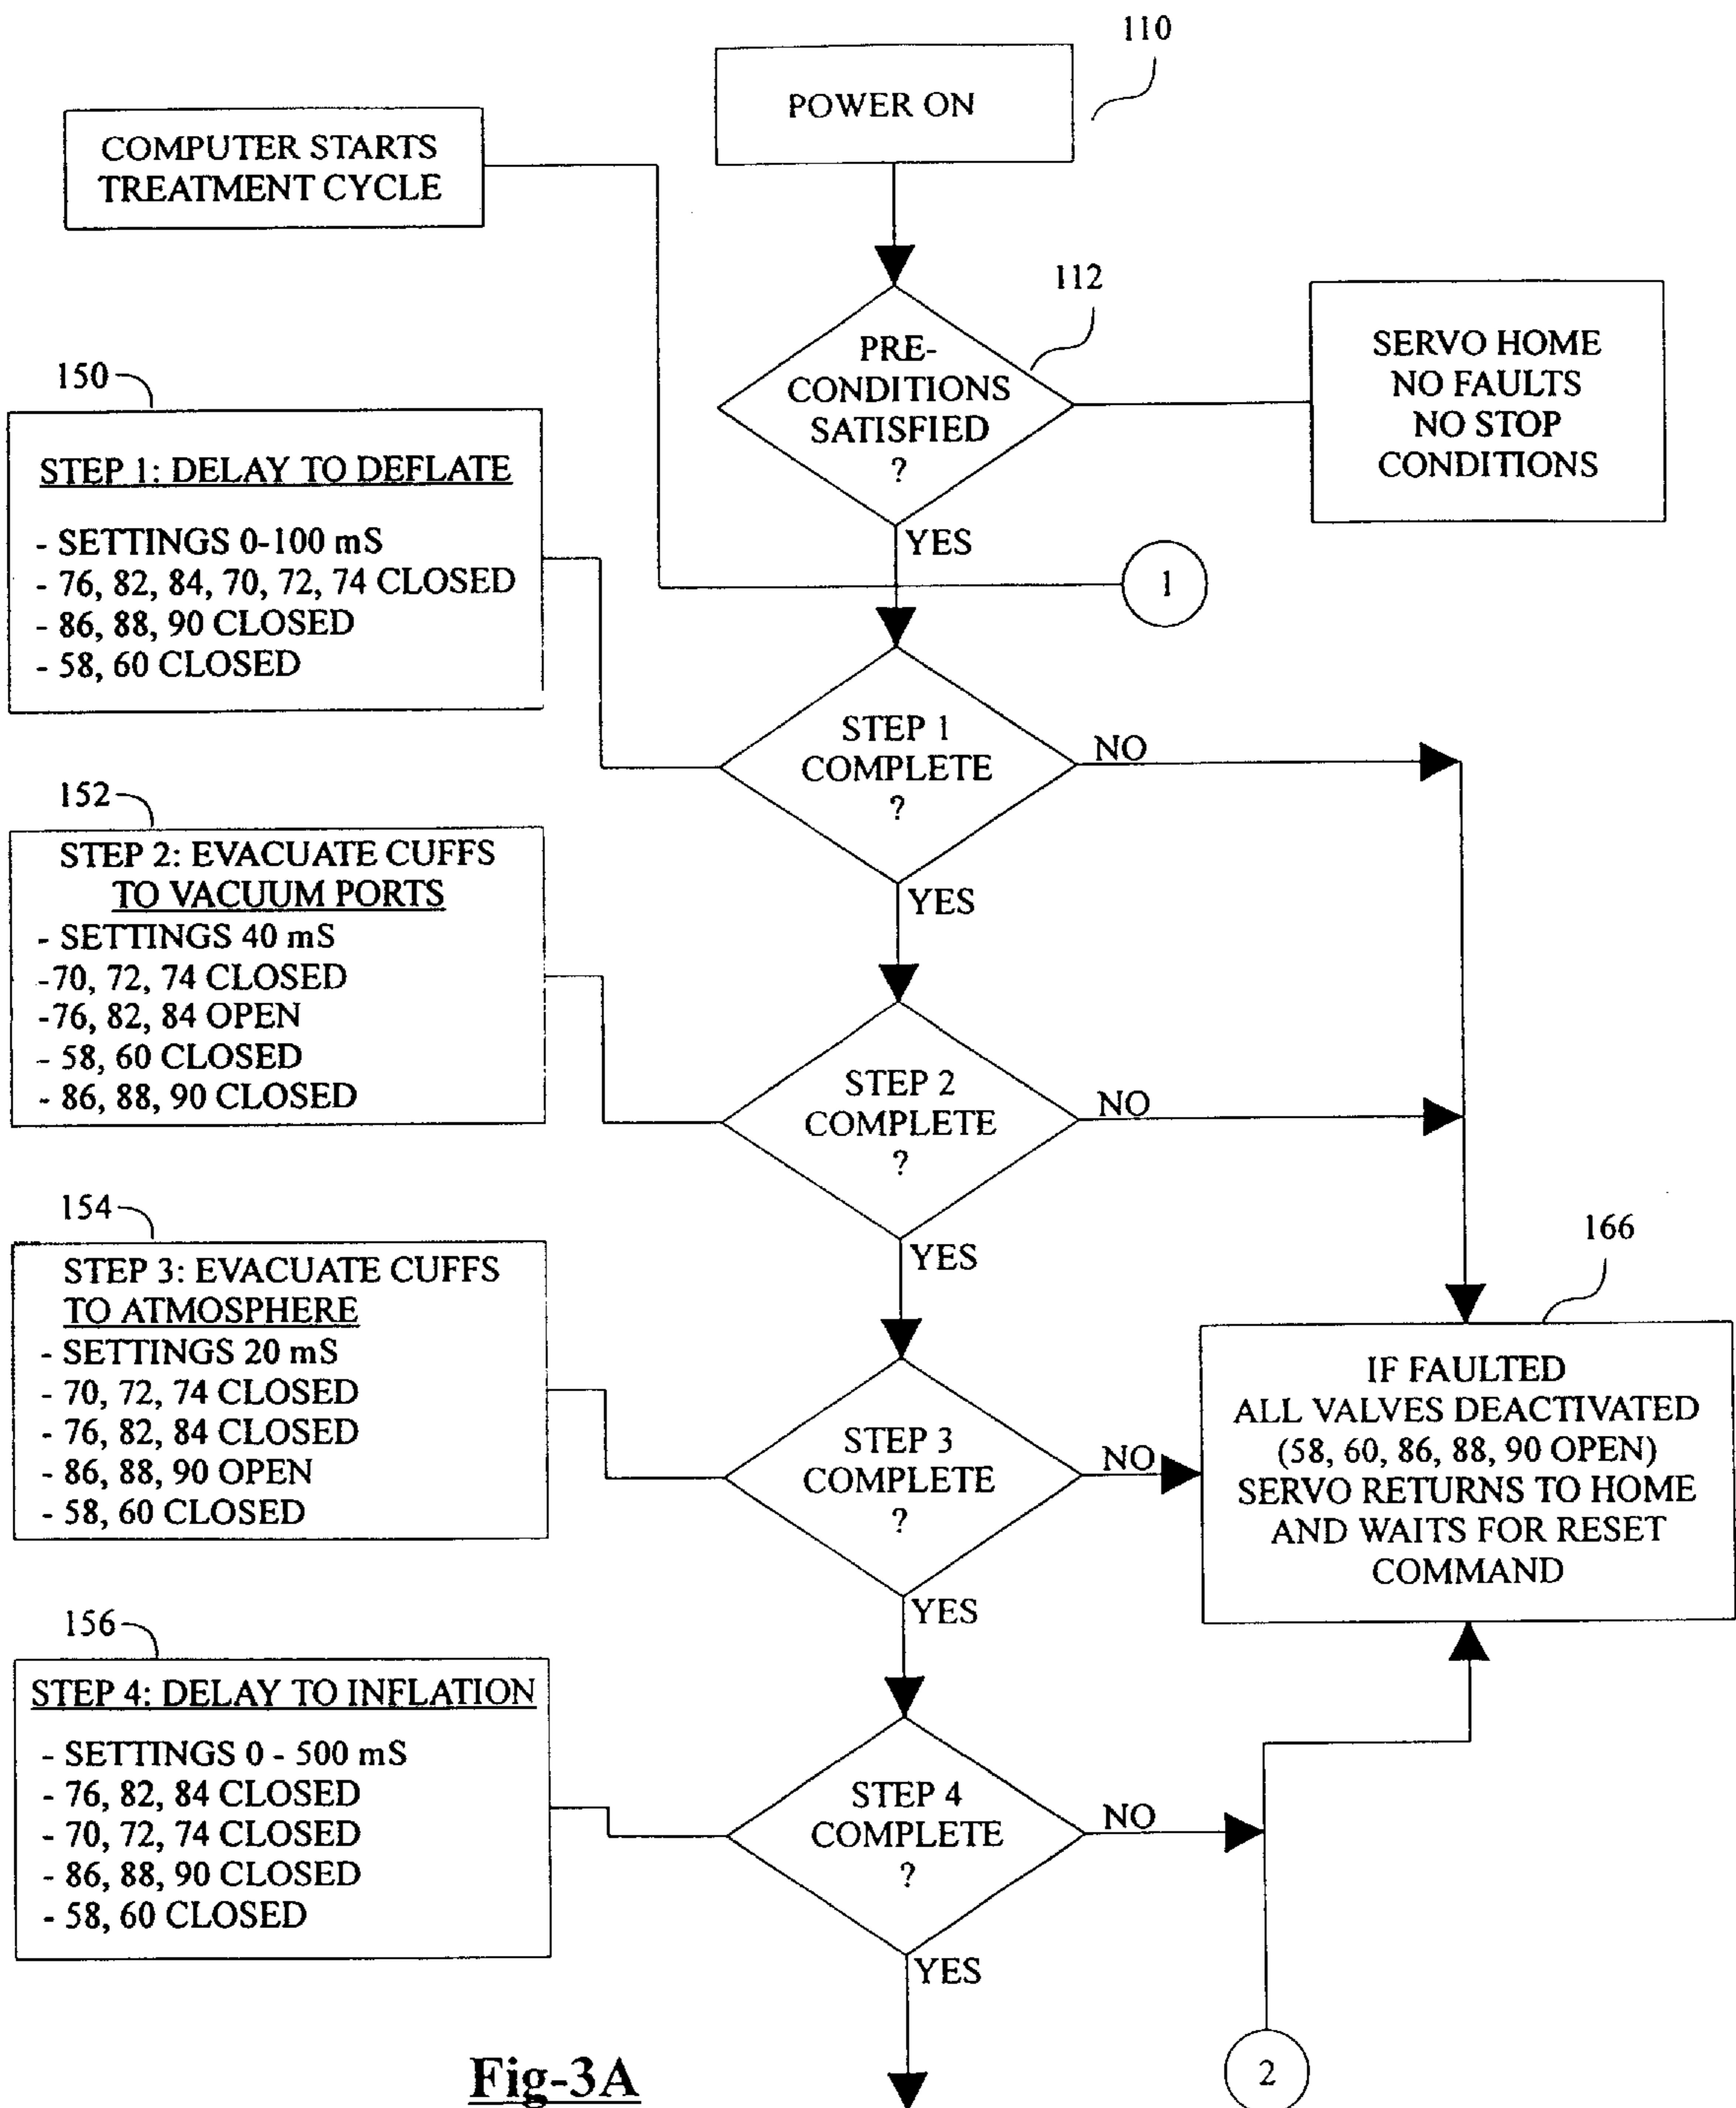 110
POWER ON
COMPUTER STARTS
TREATMENT CYCLE
112
PRE-
CONDITIONS
SATISFIED
?
SERVO HOME
NO FAULTS
NO STOP
CONDITIONS
YES
1
150
STEP 1: DELAY TO DEFLATE
- SETTINGS 0-100 mS
- 76, 82, 84, 70, 72, 74 CLOSED
- 86, 88, 90 CLOSED
- 58, 60 CLOSED
STEP 1
COMPLETE
?
NO
YES
152
STEP 2: EVACUATE CUFFS
TO VACUUM PORTS
- SETTINGS 40 mS
-70, 72, 74 CLOSED
-76, 82, 84 OPEN
- 58, 60 CLOSED
- 86, 88, 90 CLOSED
STEP 2
COMPLETE
?
NO
YES
154
STEP 3: EVACUATE CUFFS
TO ATMOSPHERE
- SETTINGS 20 mS
- 70, 72, 74 CLOSED
- 76, 82, 84 CLOSED
- 86, 88, 90 OPEN
- 58, 60 CLOSED
STEP 3
COMPLETE
?
NO
YES
166
IF FAULTED
ALL VALVES DEACTIVATED
(58, 60, 86, 88, 90 OPEN)
SERVO RETURNS TO HOME
AND WAITS FOR RESET
COMMAND
156
STEP 4: DELAY TO INFLATION
- SETTINGS 0 - 500 mS
- 76, 82, 84 CLOSED
- 70, 72, 74 CLOSED
- 86, 88, 90 CLOSED
- 58, 60 CLOSED
STEP 4
COMPLETE
?
NO
YES
2
Fig-3A